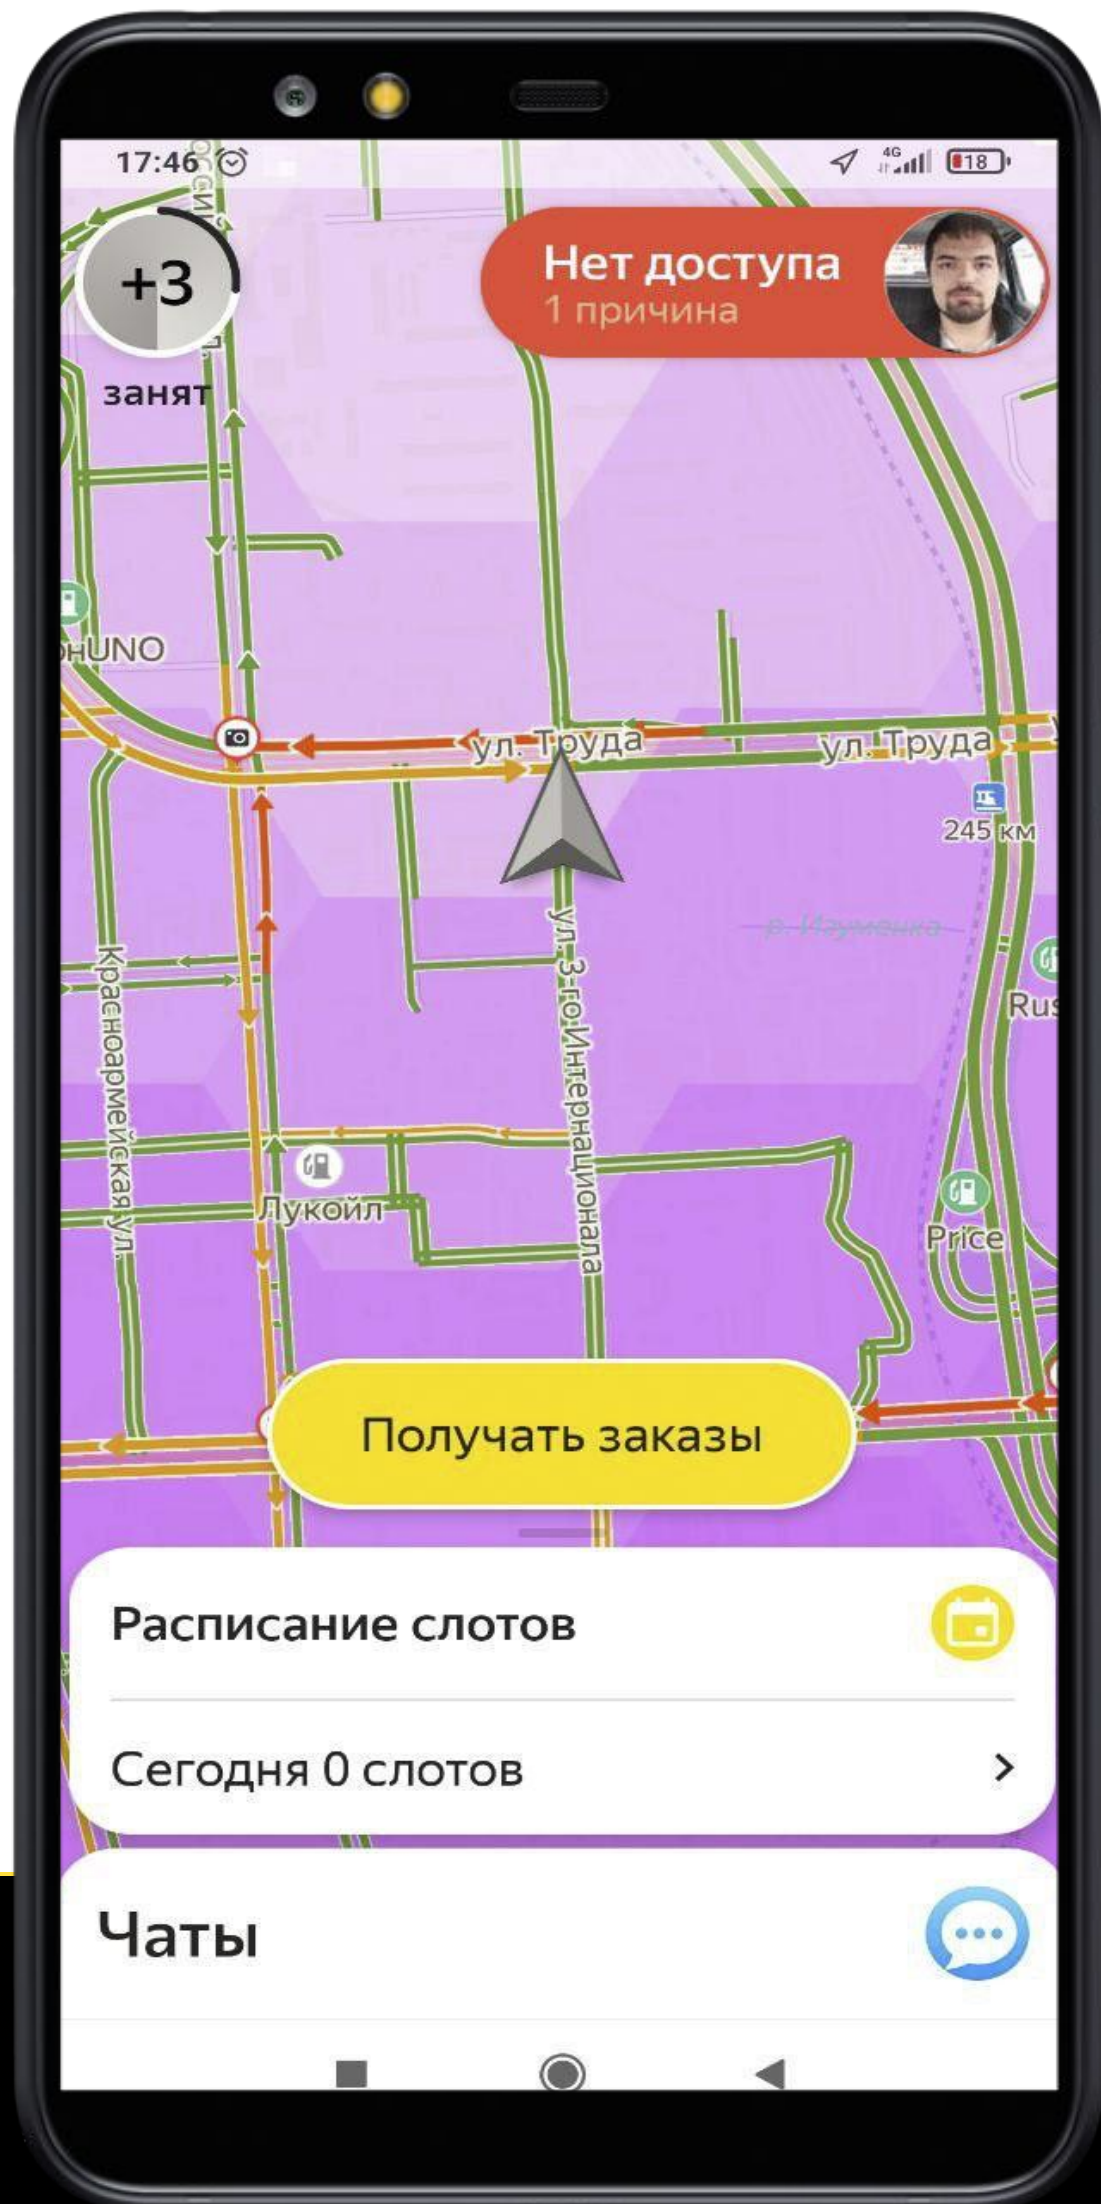 17:46
4G
18
+3
занят
Нет доступа
1 причина
UNO
ул. Труда
ул. Труда
245 км
Красноармейская ул.
ул. 3-го Интернационала
Лукойл
Price
Получать заказы
Расписание слотов
Сегодня 0 слотов
Чаты